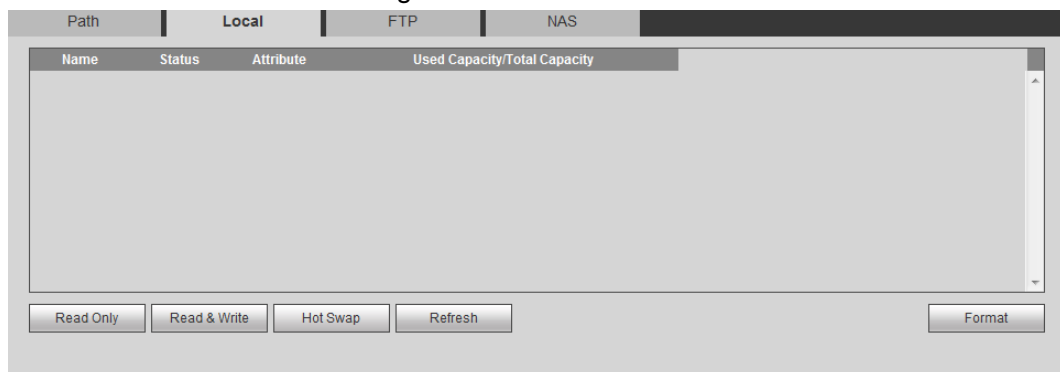 Path Local FTP NAS
Name Status Attribute Used Capacity/Total Capacity
Read Only Read & Write Hot Swap Refresh Format